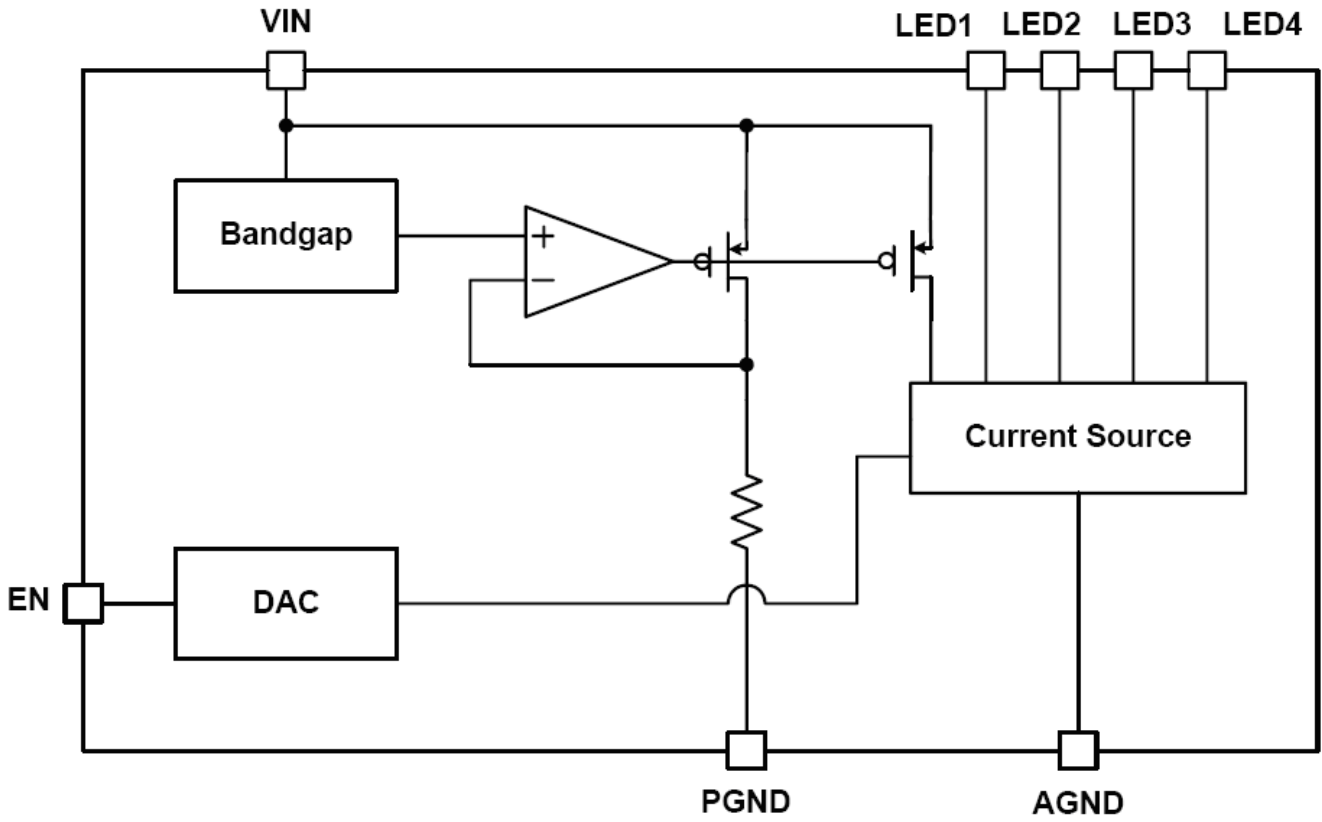 VIN
LED1 LED2 LED3 LED4
Bandgap
+
−
Current Source
EN
DAC
PGND
AGND